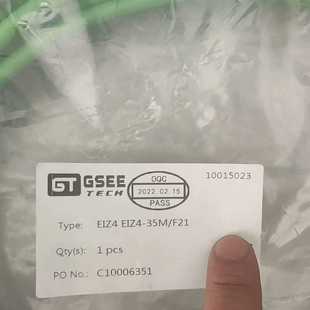 GT GSEE TECH
OQC
2022.02.15
PASS
10015023
Type: EIZ4 EIZ4-35M/F21
Qty(s): 1 pcs
PO No.: C10006351